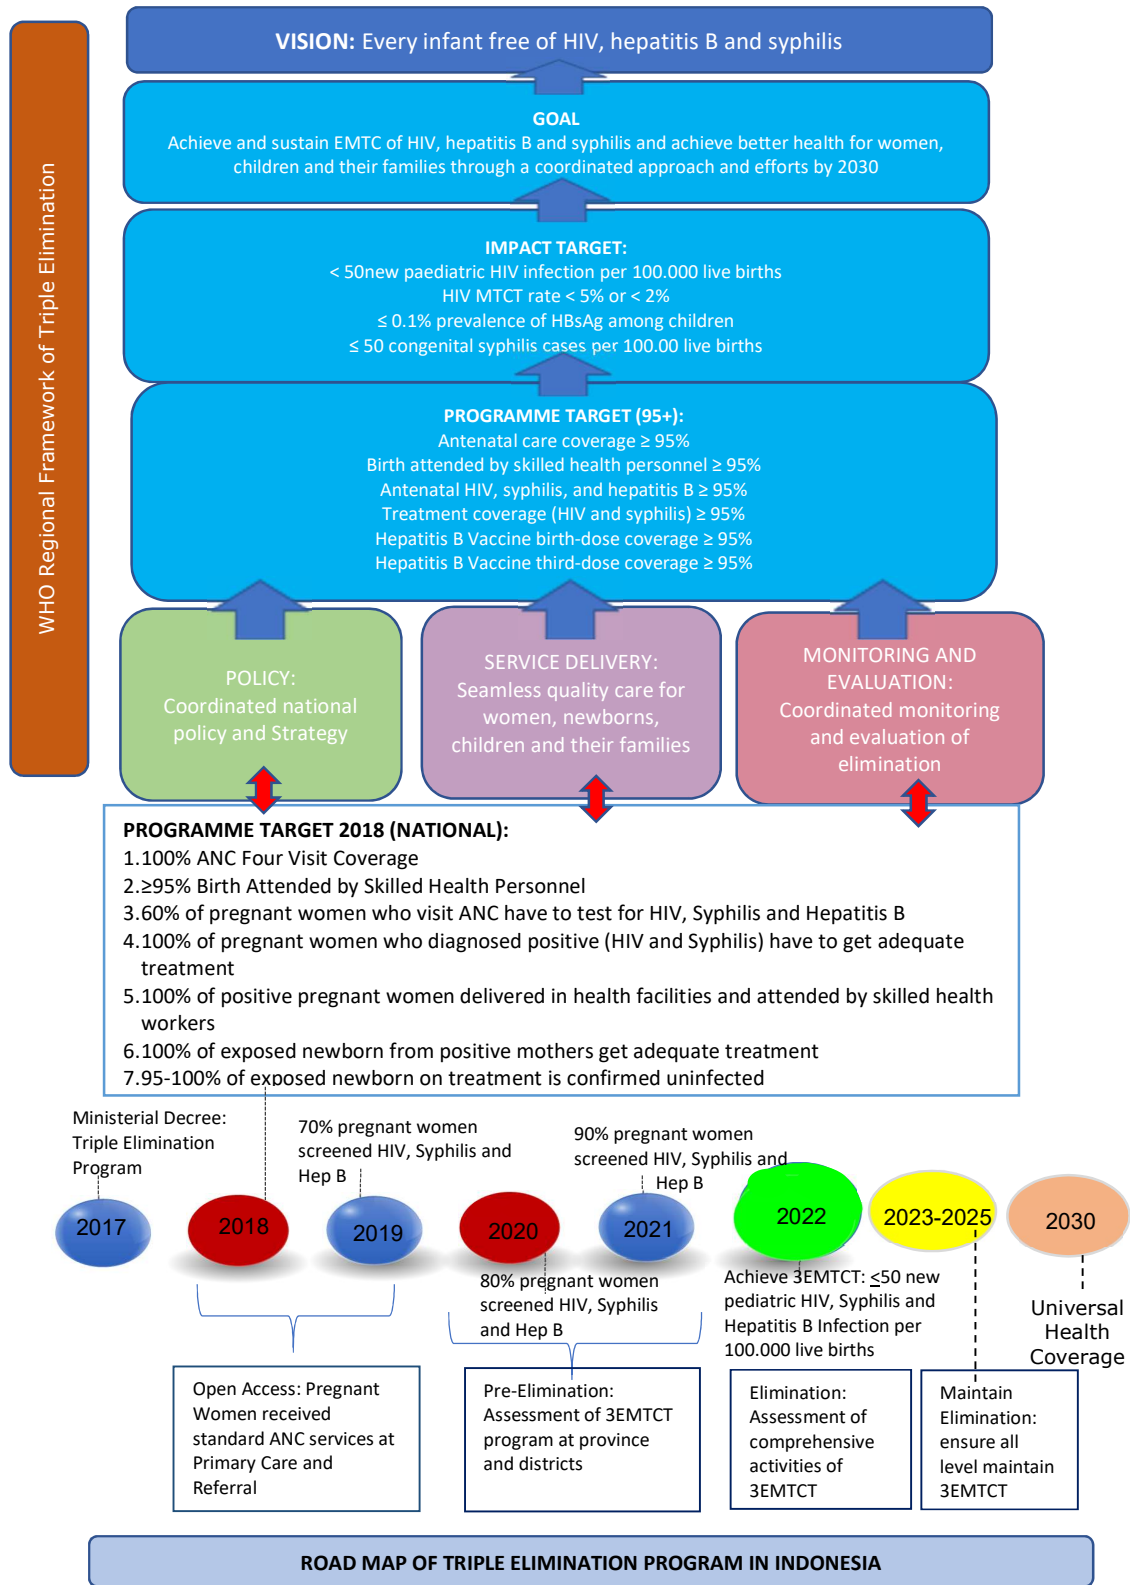 WHO Regional Framework of Triple Elimination
VISION: Every infant free of HIV, hepatitis B and syphilis
GOAL
Achieve and sustain EMTC of HIV, hepatitis B and syphilis and achieve better health for women,
children and their families through a coordinated approach and efforts by 2030
IMPACT TARGET:
< 50new paediatric HIV infection per 100.000 live births
HIV MTCT rate < 5% or < 2%
≤ 0.1% prevalence of HBsAg among children
≤ 50 congenital syphilis cases per 100.00 live births
PROGRAMME TARGET (95+):
Antenatal care coverage ≥ 95%
Birth attended by skilled health personnel ≥ 95%
Antenatal HIV, syphilis, and hepatitis B ≥ 95%
Treatment coverage (HIV and syphilis) ≥ 95%
Hepatitis B Vaccine birth-dose coverage ≥ 95%
Hepatitis B Vaccine third-dose coverage ≥ 95%
POLICY:
Coordinated national
policy and Strategy
SERVICE DELIVERY:
Seamless quality care for
women, newborns,
children and their families
MONITORING AND
EVALUATION:
Coordinated monitoring
and evaluation of
elimination
PROGRAMME TARGET 2018 (NATIONAL):
1.100% ANC Four Visit Coverage
2.≥95% Birth Attended by Skilled Health Personnel
3.60% of pregnant women who visit ANC have to test for HIV, Syphilis and Hepatitis B
4.100% of pregnant women who diagnosed positive (HIV and Syphilis) have to get adequate
treatment
5.100% of positive pregnant women delivered in health facilities and attended by skilled health
workers
6.100% of exposed newborn from positive mothers get adequate treatment
7.95-100% of exposed newborn on treatment is confirmed uninfected
Ministerial Decree:
Triple Elimination
Program
70% pregnant women
screened HIV, Syphilis and
Hep B
90% pregnant women
screened HIV, Syphilis and
Hep B
2017
2018
2019
2020
2021
2022
2023-2025
2030
80% pregnant women
screened HIV, Syphilis
and Hep B
Achieve 3EMTCT: ≤50 new
pediatric HIV, Syphilis and
Hepatitis B Infection per
100.000 live births
Universal
Health
Coverage
Open Access: Pregnant
Women received
standard ANC services at
Primary Care and
Referral
Pre-Elimination:
Assessment of 3EMTCT
program at province
and districts
Elimination:
Assessment of
comprehensive
activities of
3EMTCT
Maintain
Elimination:
ensure all
level maintain
3EMTCT
ROAD MAP OF TRIPLE ELIMINATION PROGRAM IN INDONESIA